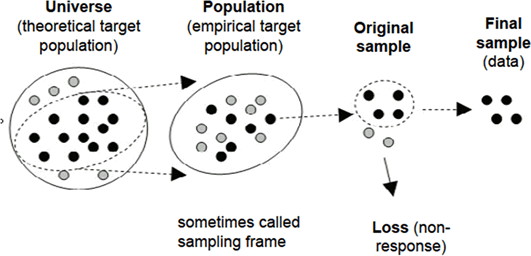 Universe
(theoretical target
population)
Population
(empirical target
population)
Original
sample
Final
sample
(data)
sometimes called
sampling frame
Loss (non-
response)